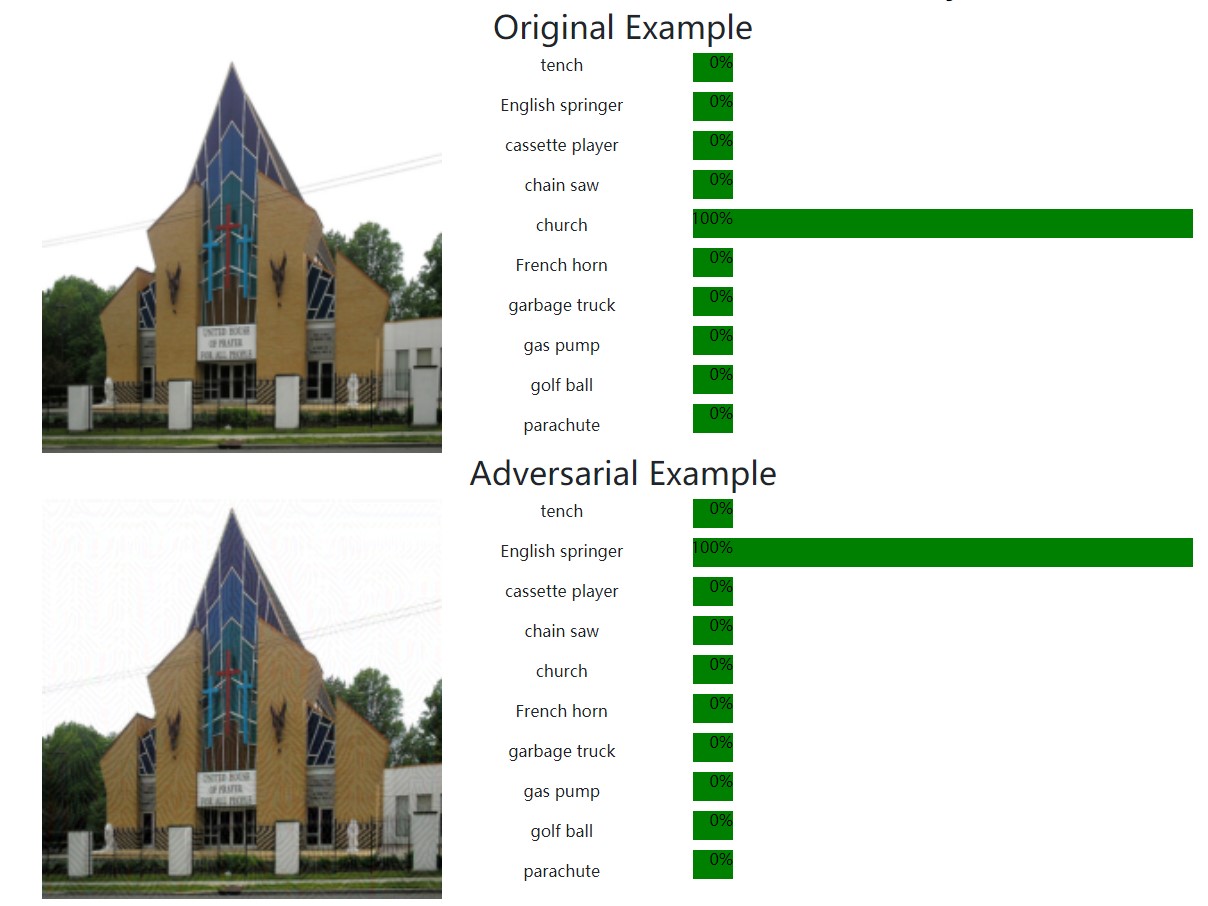 Original Example
tench 0%
English springer 0%
cassette player 0%
chain saw 0%
church 100%
French horn 0%
garbage truck 0%
gas pump 0%
golf ball 0%
parachute 0%
UNITED HOUSE
OF PRAYER
FOR ALL PEOPLE
Adversarial Example
tench 0%
English springer 100%
cassette player 0%
chain saw 0%
church 0%
French horn 0%
garbage truck 0%
gas pump 0%
golf ball 0%
parachute 0%
UNITED HOUSE
OF PRAYER
FOR ALL PEOPLE